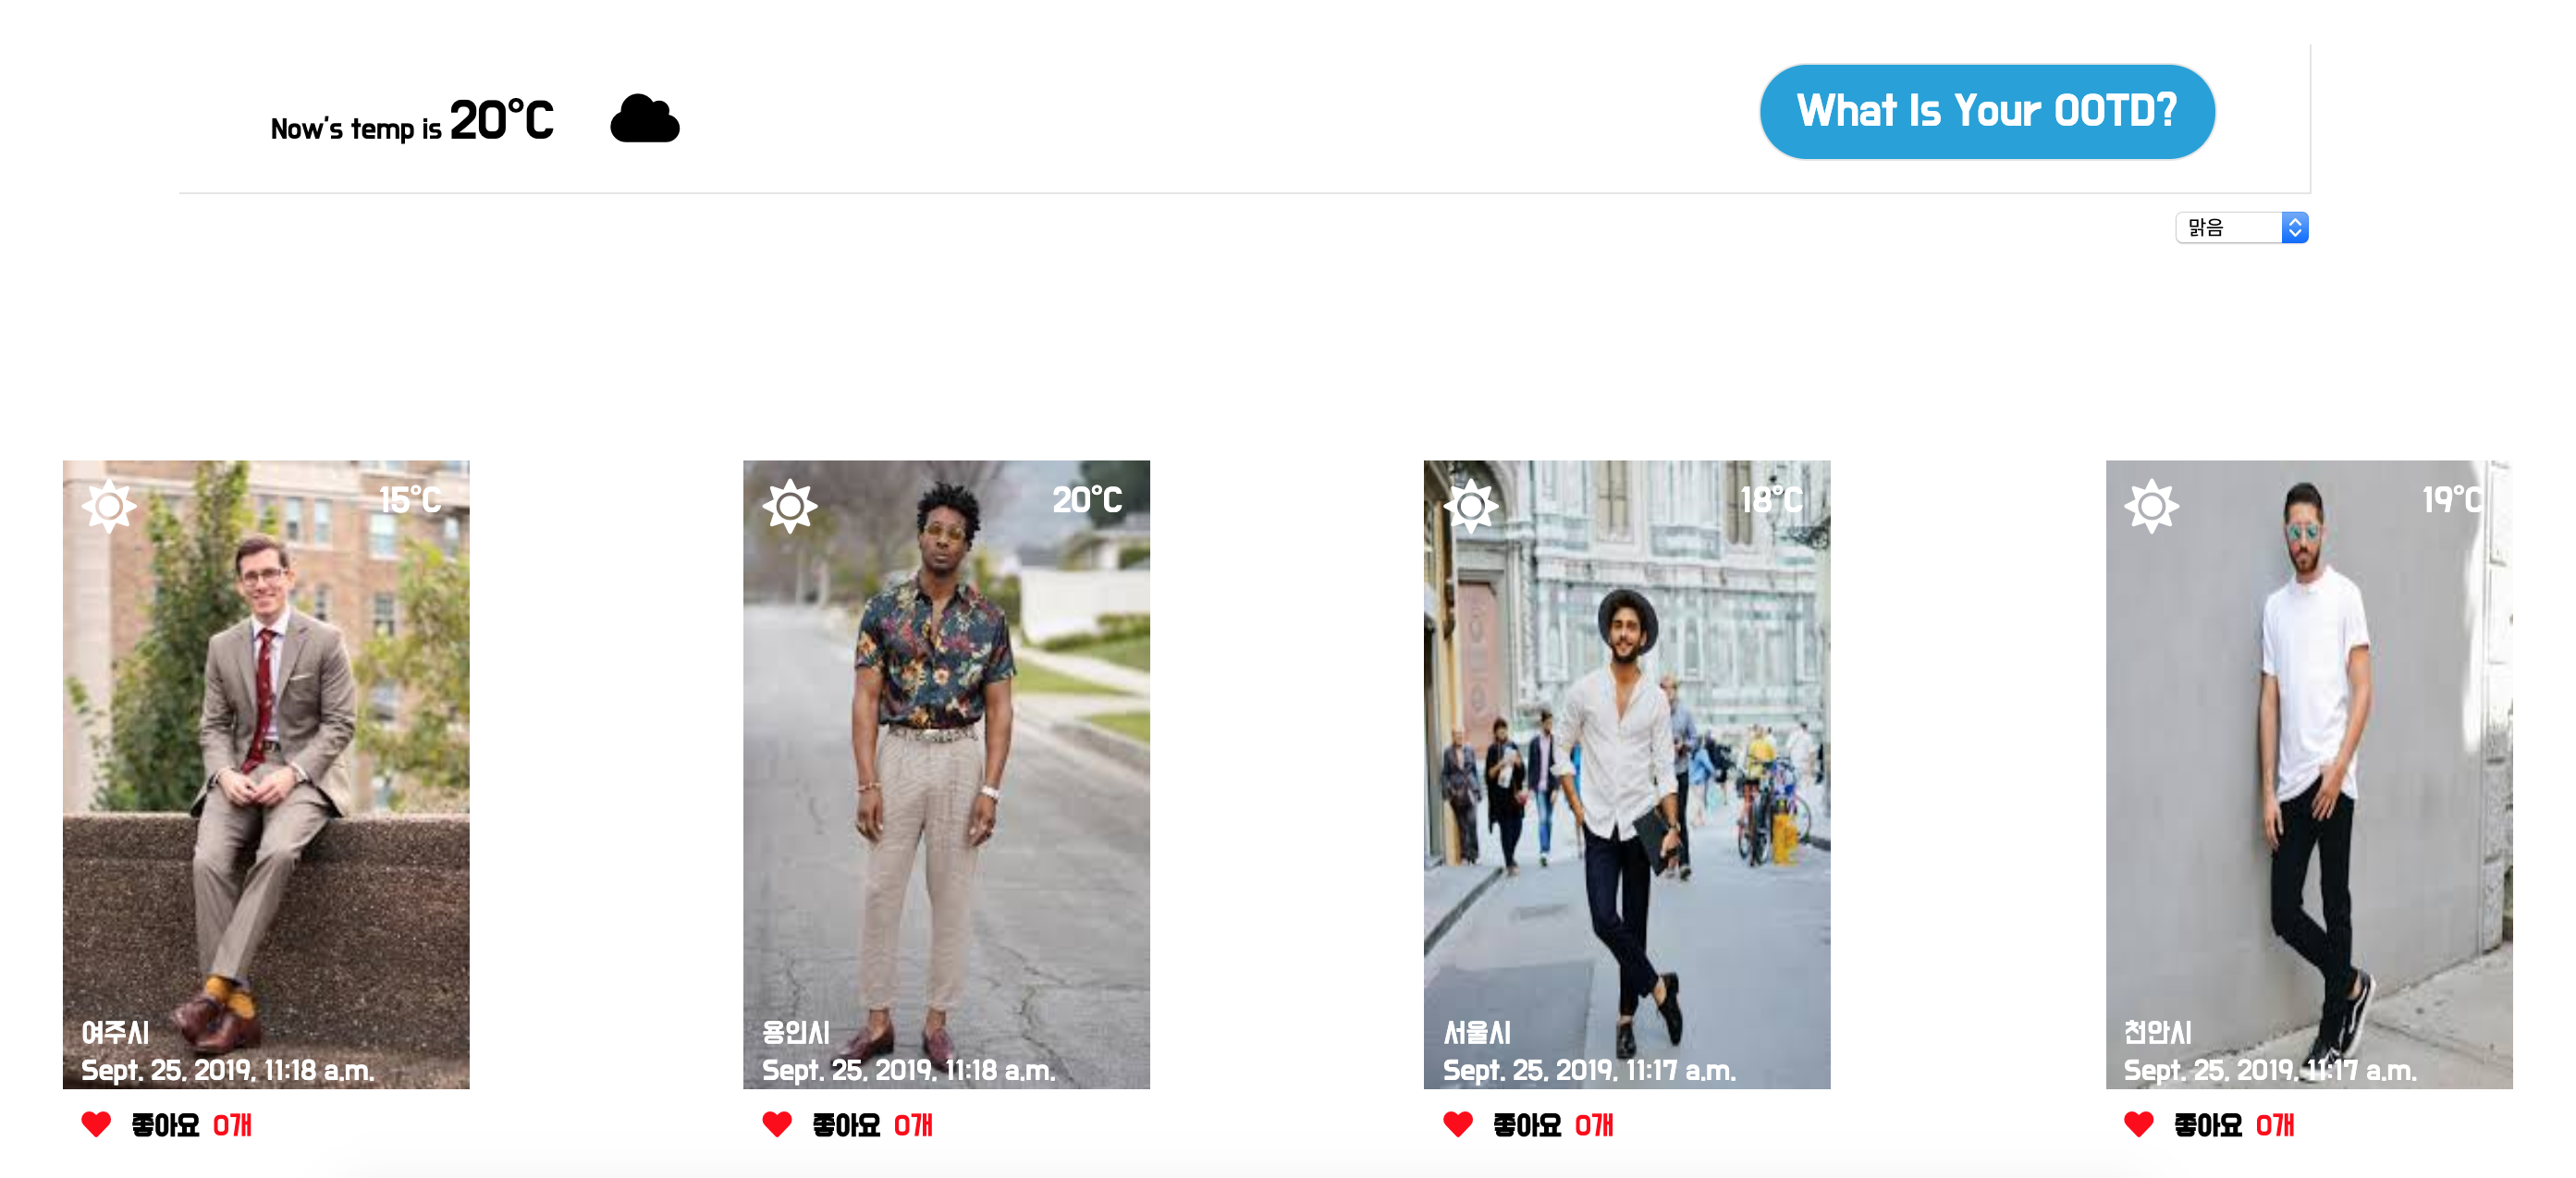 Now's temp is 20°C
What Is Your OOTD?
맑음
15°C
여주시
Sept. 25, 2019, 11:18 a.m.
좋아요 0개
20°C
용인시
Sept. 25, 2019, 11:18 a.m.
좋아요 0개
18°C
서울시
Sept. 25, 2019, 11:17 a.m.
좋아요 0개
19°C
천안시
Sept. 25, 2019, 11:17 a.m.
좋아요 0개